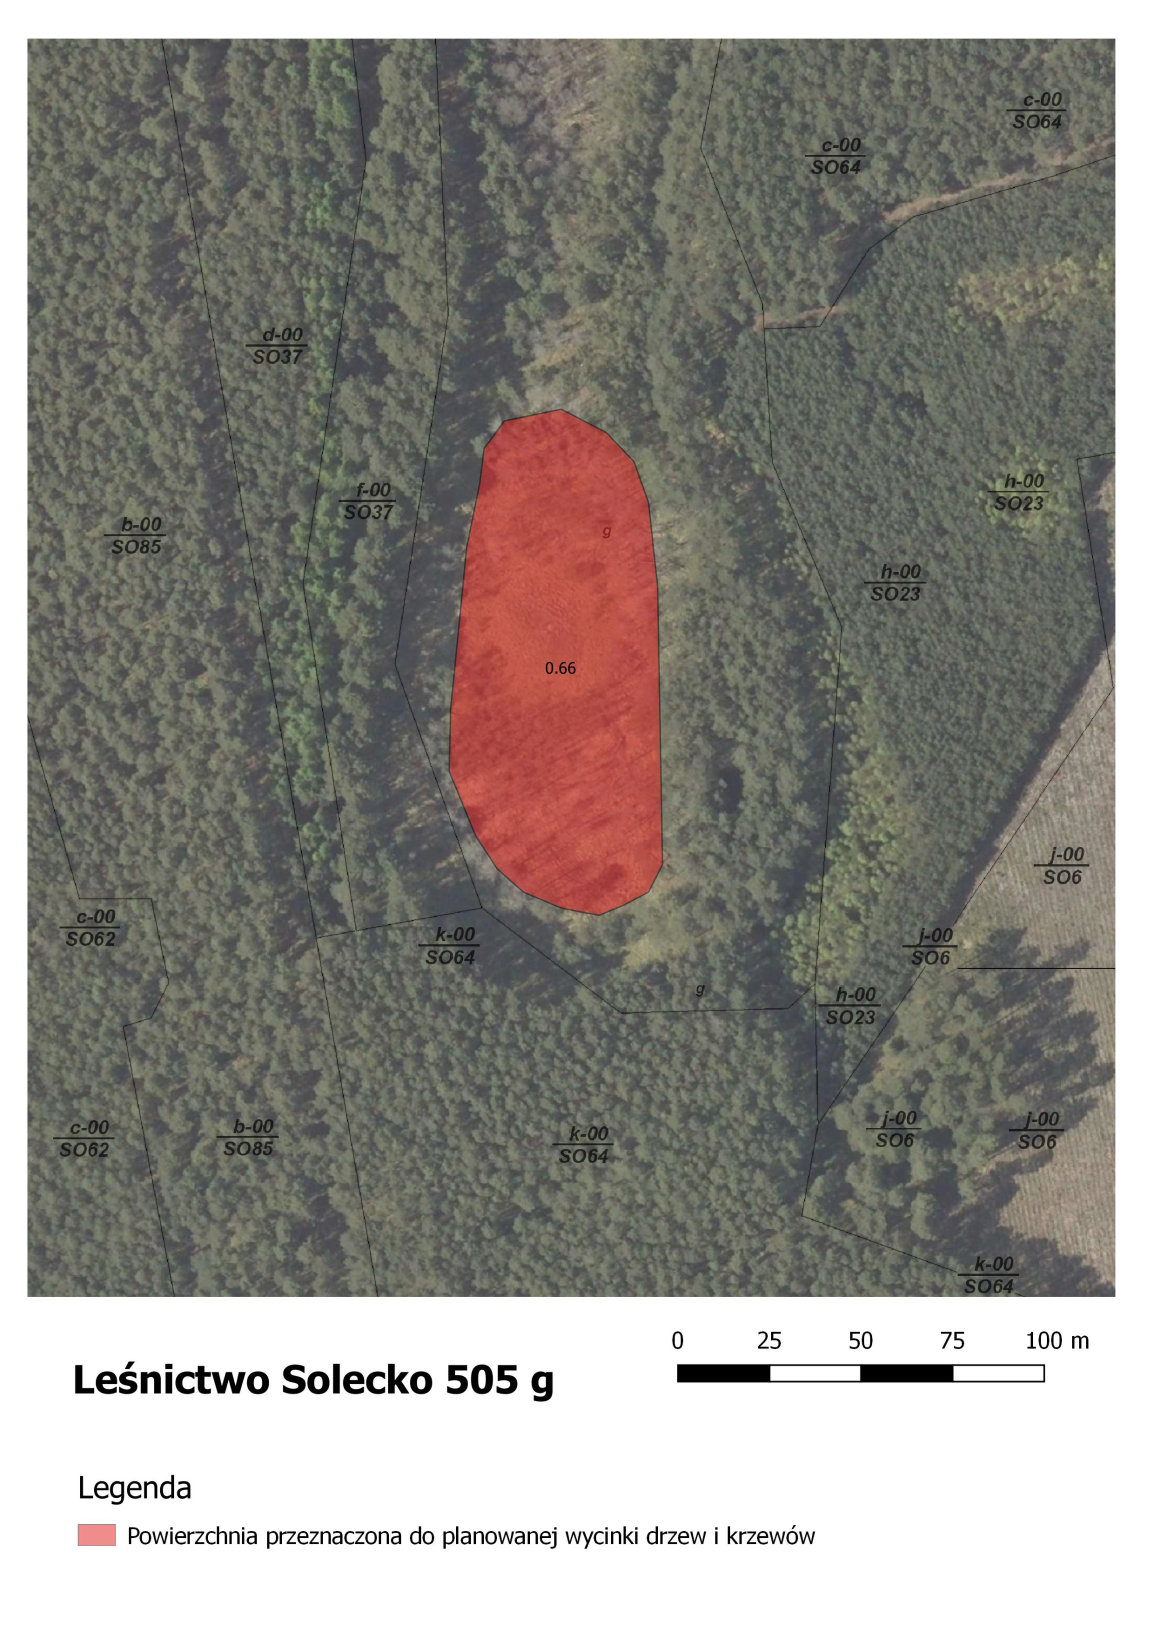 c-00
SO64
c-00
SO64
d-00
SO37
f-00
SO37
h-00
SO23
b-00
SO85
g
h-00
SO23
0.66
j-00
SO6
c-00
SO62
k-00
SO64
j-00
SO6
g
h-00
SO23
c-00
SO62
b-00
SO85
k-00
SO64
j-00
SO6
j-00
SO6
k-00
SO64
0 25 50 75 100 m
Leśnictwo Solecko 505 g
Legenda
Powierzchnia przeznaczona do planowanej wycinki drzew i krzewów